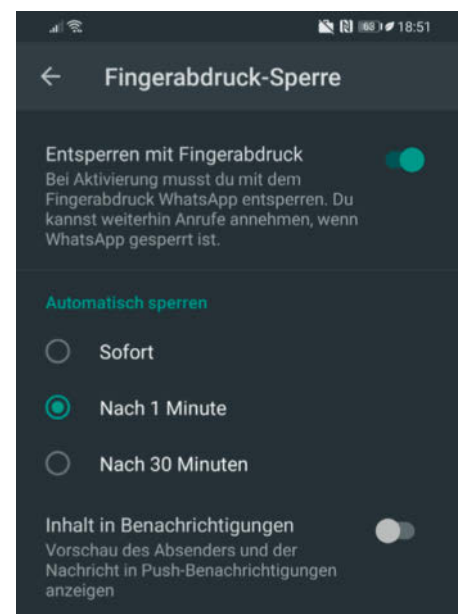 18:51
Fingerabdruck-Sperre
Entsperren mit Fingerabdruck
Bei Aktivierung musst du mit dem
Fingerabdruck WhatsApp entsperren. Du
kannst weiterhin Anrufe annehmen, wenn
WhatsApp gesperrt ist.
Automatisch sperren
Sofort
Nach 1 Minute
Nach 30 Minuten
Inhalt in Benachrichtigungen
Vorschau des Absenders und der
Nachricht in Push-Benachrichtigungen
anzeigen